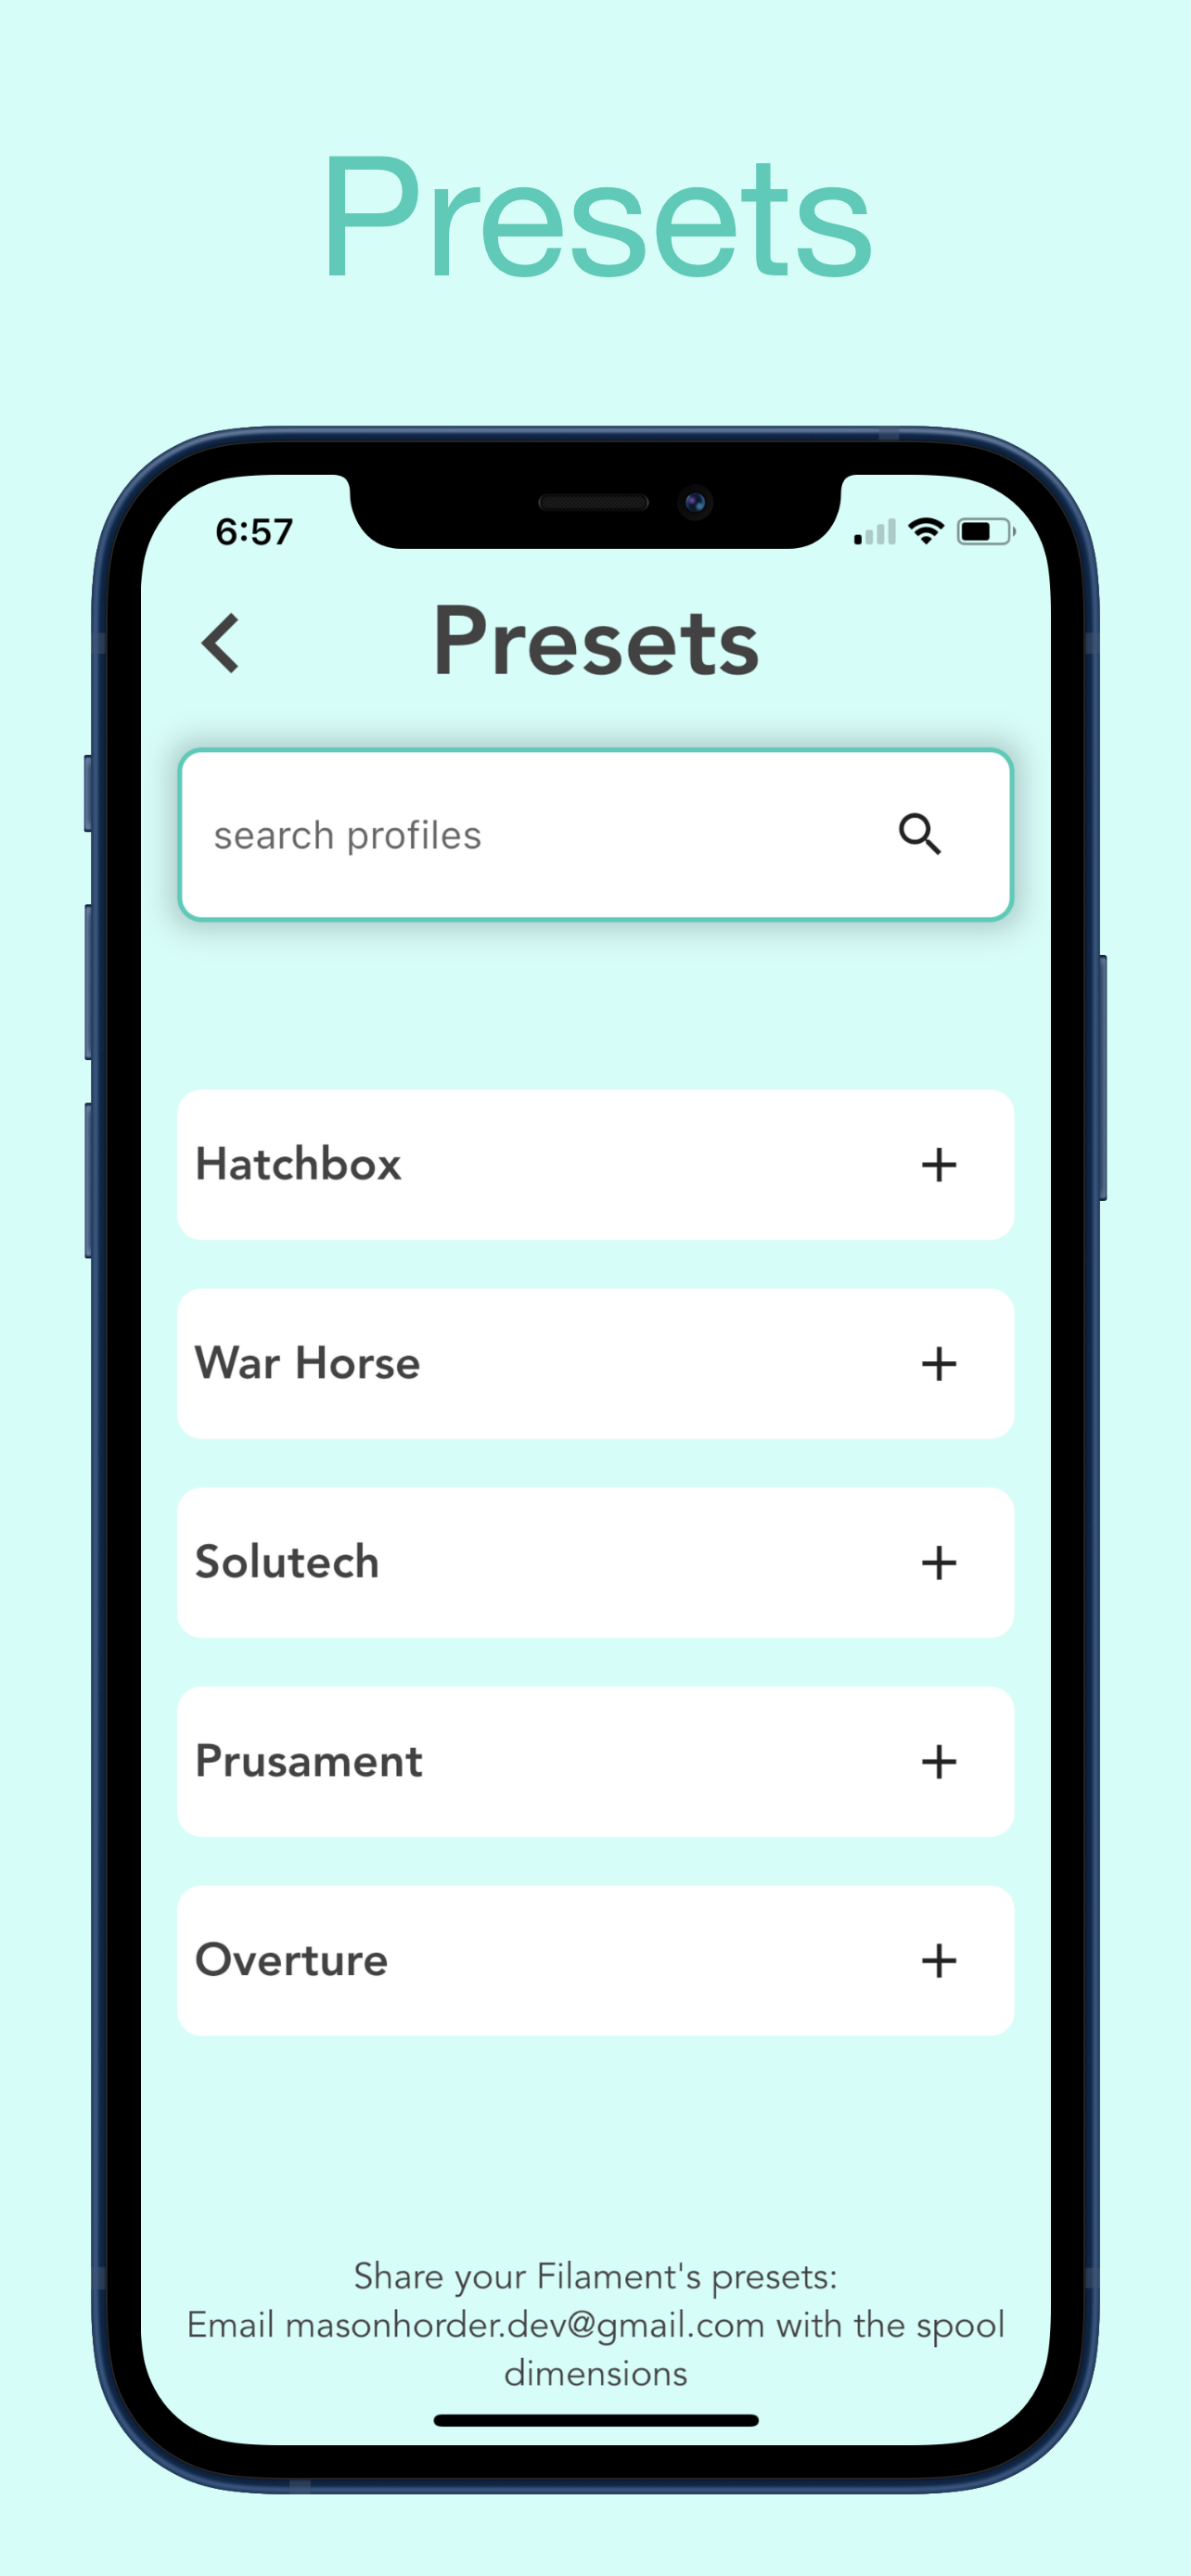 Presets
6:57
Presets
search profiles
Hatchbox
War Horse
Solutech
Prusament
Overture
Share your Filament's presets:
Email masonhorder.dev@gmail.com with the spool
dimensions